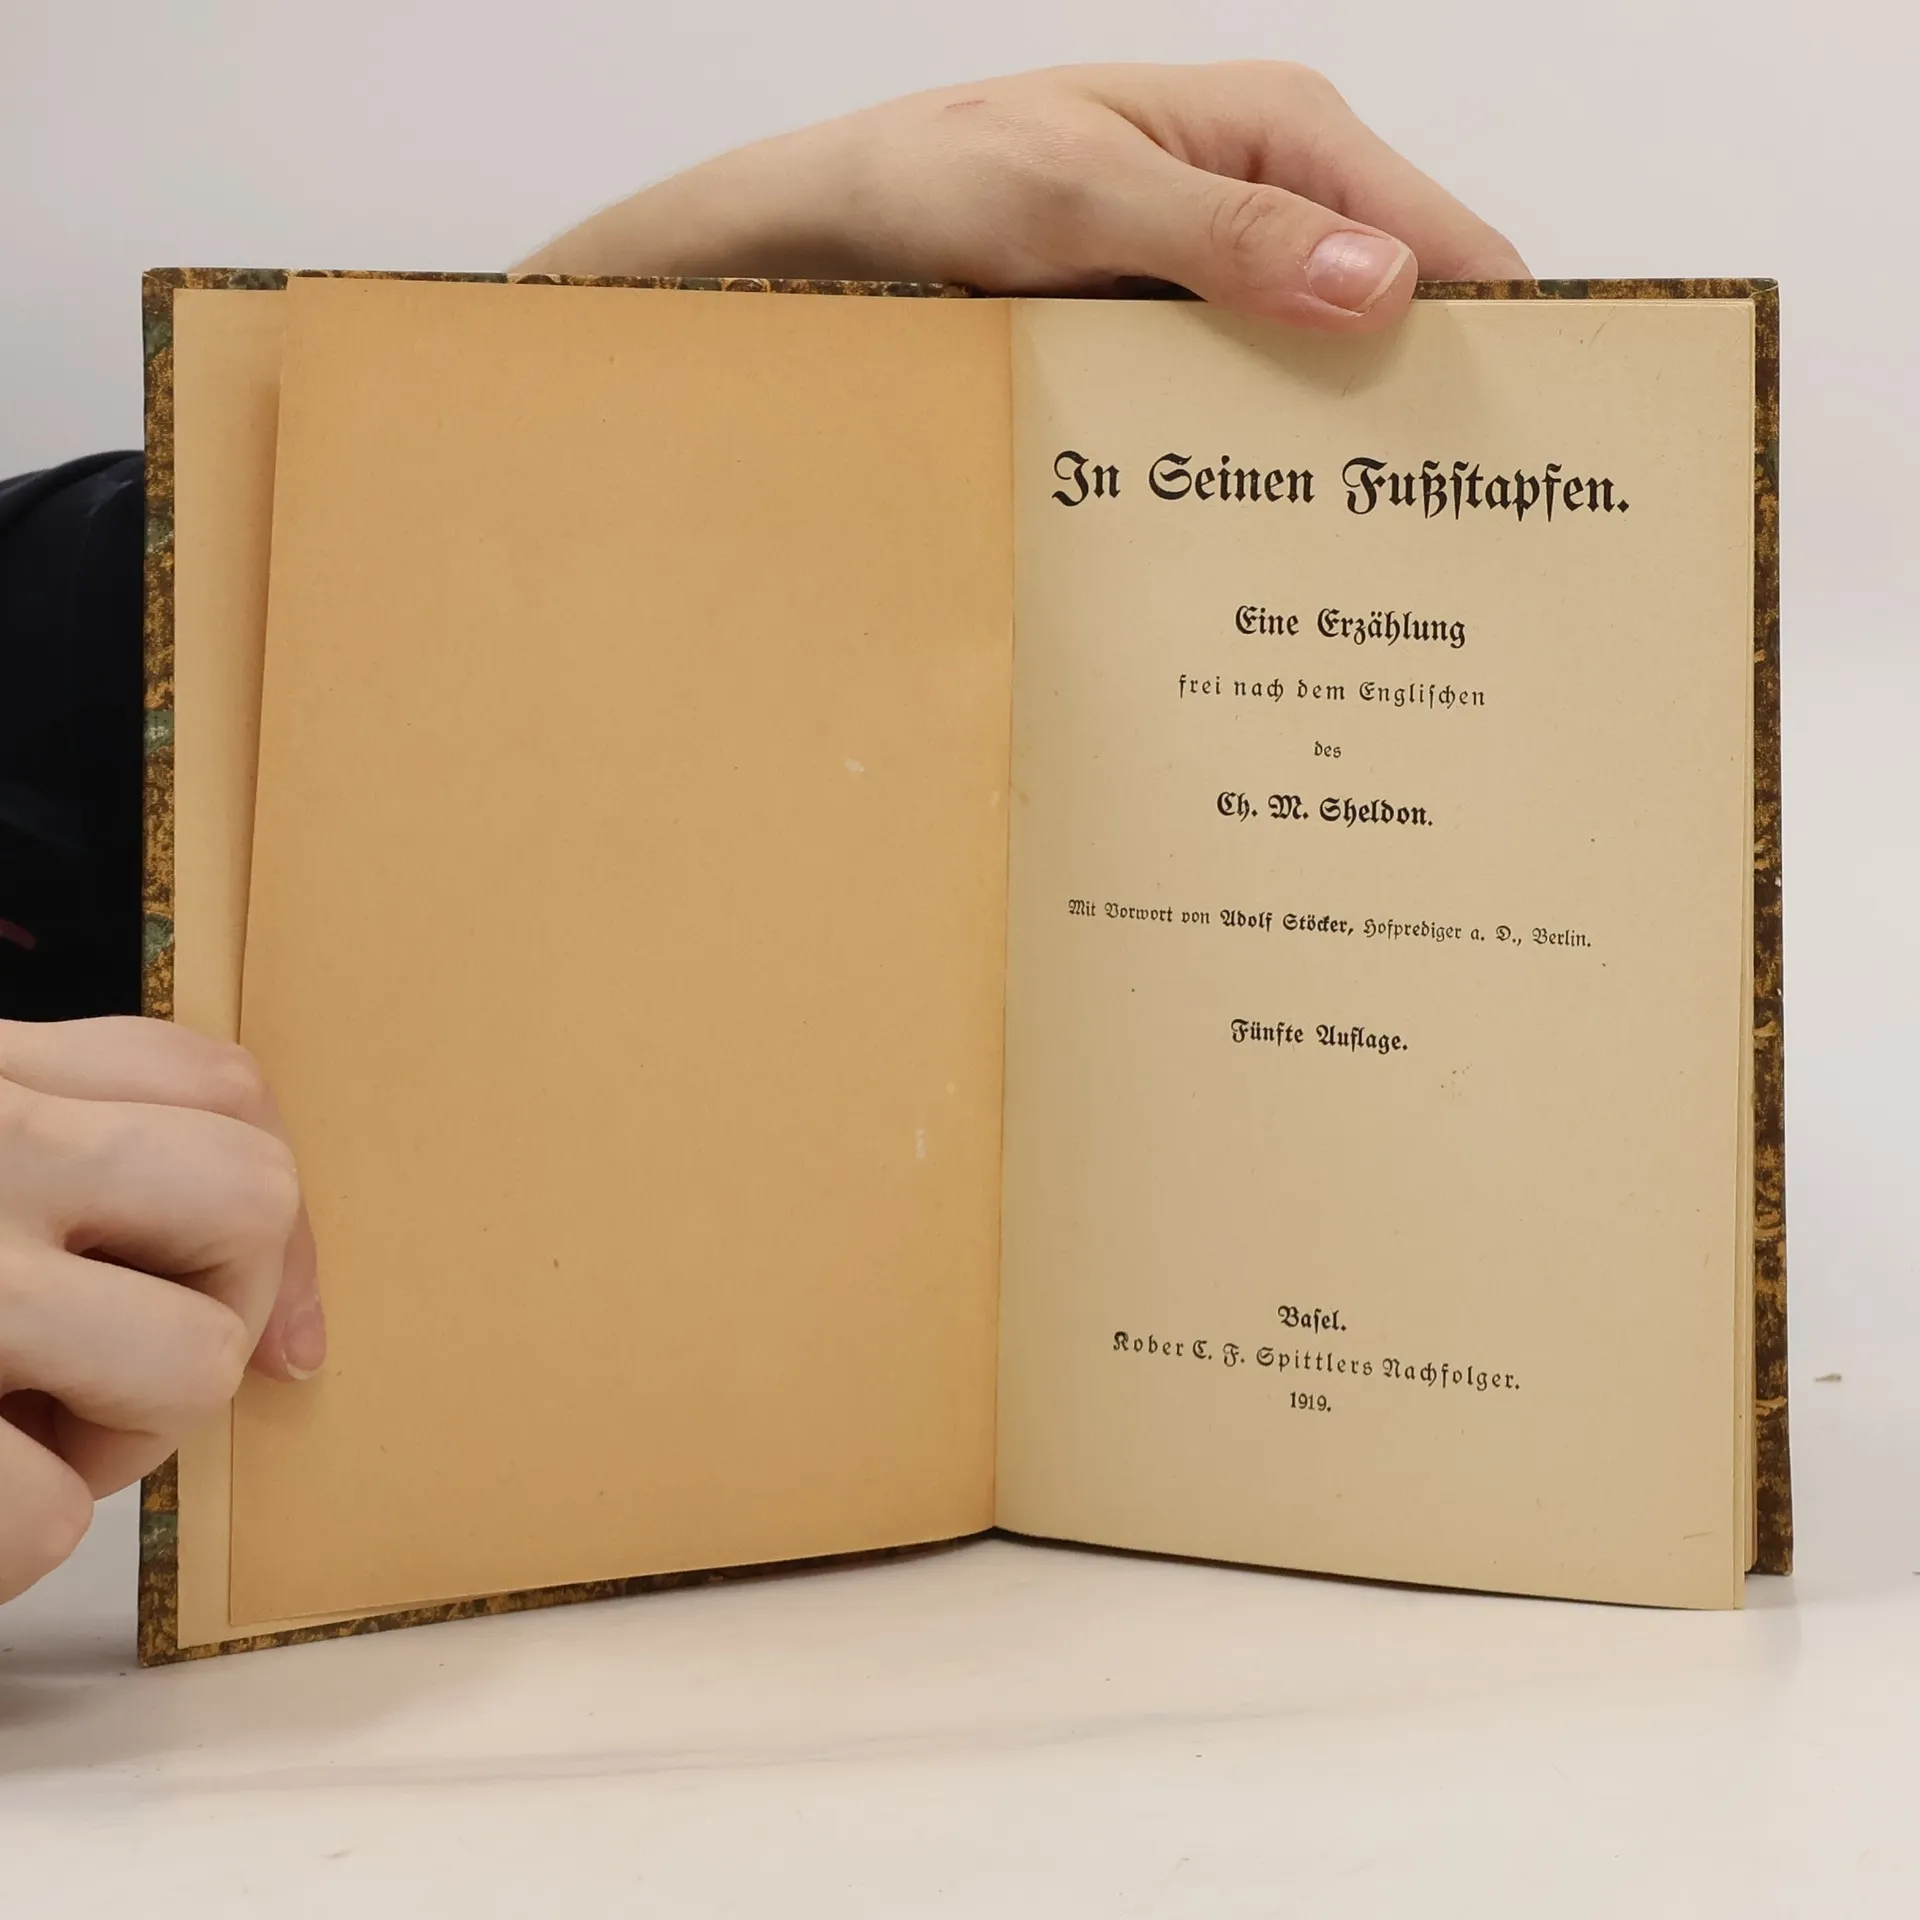 In Seinen Fußſtapfen.
Eine Erzählung
frei nach dem Engliſchen
des
Ch. M. Sheldon.
Mit Vorwort von Adolf Stöcker, Hofprediger a. D., Berlin.
Fünfte Auflage.
Baſel.
Kober C. F. Spittlers Nachfolger.
1919.